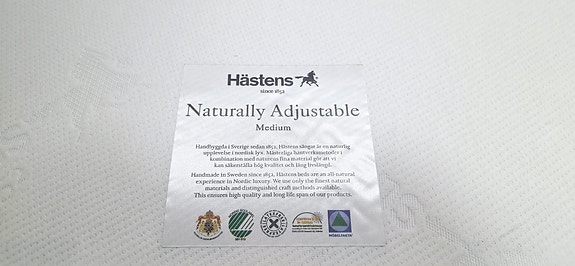 Hästens
since 1852
Naturally Adjustable
Medium
Handbyggda i Sverige sedan 1852. Hästens sängar är en naturlig
upplevelse i nordisk lyx. Mästerliga hantverksmetoder i
kombination med naturens fina material gör att vi
kan säkerställa hög kvalitet och lång livslängd.
Handmade in Sweden since 1852, Hästens beds are an all-natural
experience in Nordic luxury. We use only the finest natural
materials and distinguished craft methods available.
This ensures high quality and long life span of our products.
MÖBELFAKTA